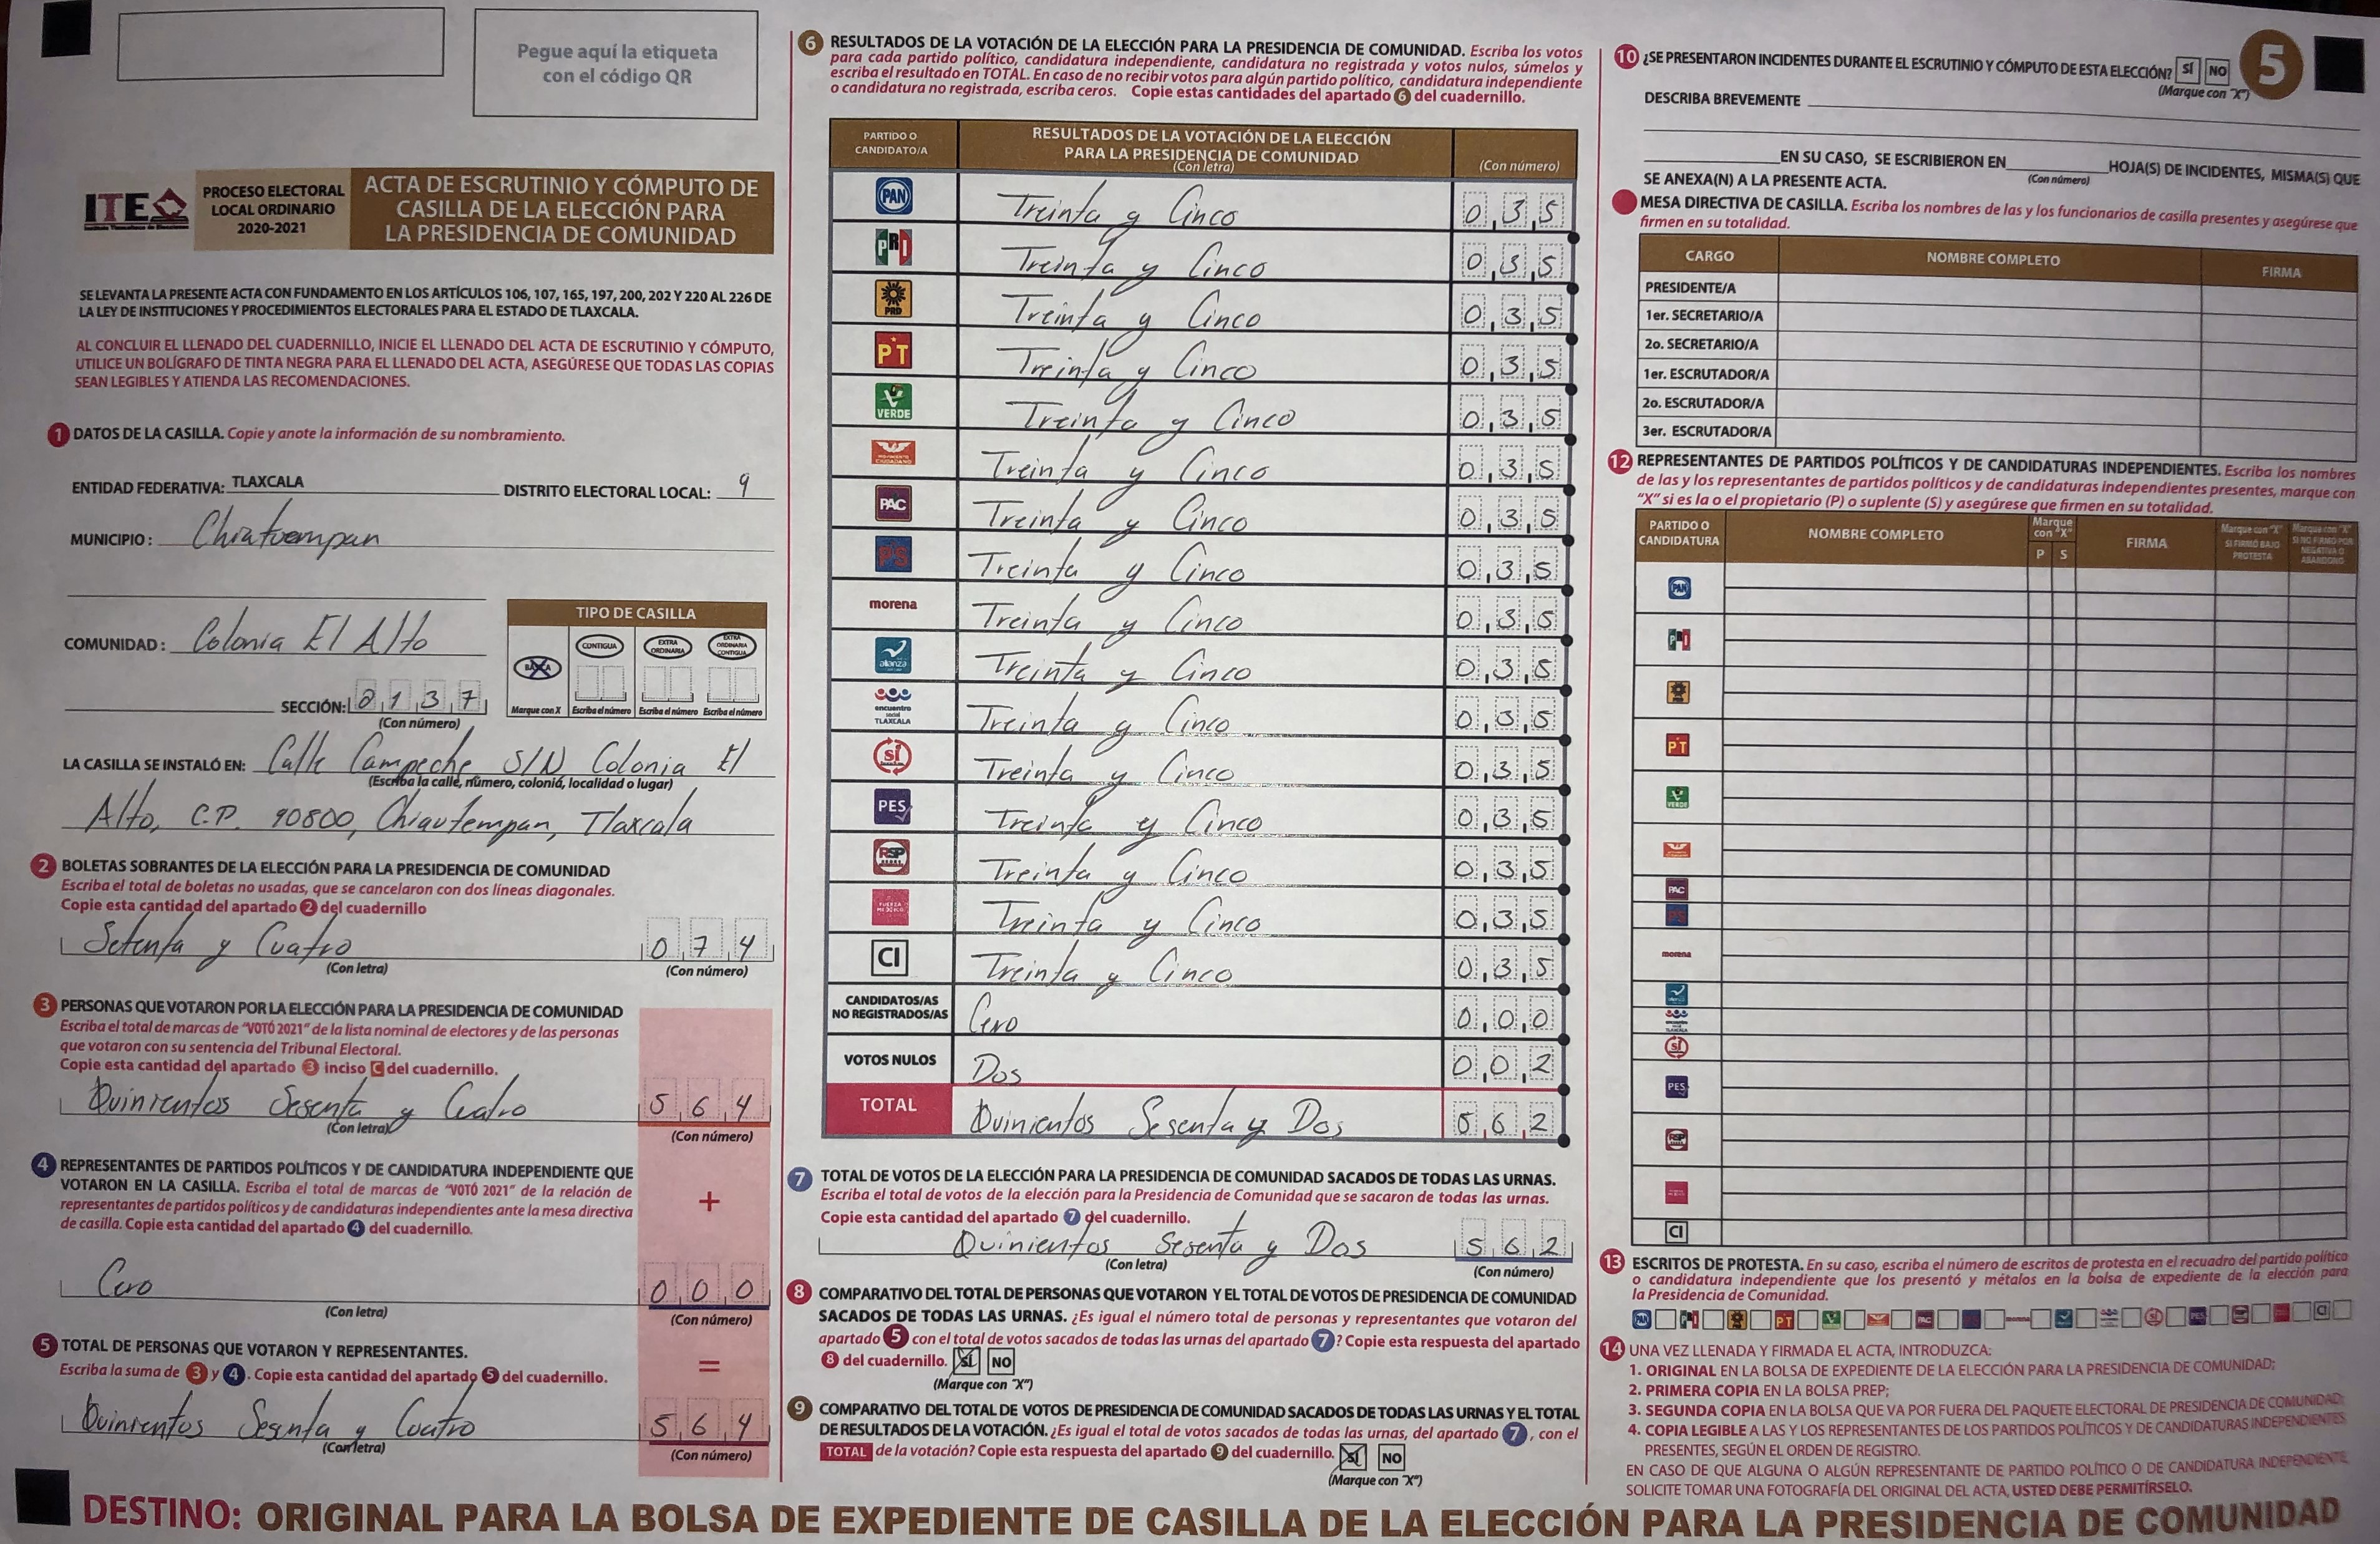 Pegue aquí la etiqueta
con el código QR
ITE
PROCESO ELECTORAL
LOCAL ORDINARIO
2020-2021
ACTA DE ESCRUTINIO Y CÓMPUTO DE
CASILLA DE LA ELECCIÓN PARA
LA PRESIDENCIA DE COMUNIDAD
SE LEVANTA LA PRESENTE ACTA CON FUNDAMENTO EN LOS ARTÍCULOS 106, 107, 165, 197, 200, 202 Y 220 AL 226 DE
LA LEY DE INSTITUCIONES Y PROCEDIMIENTOS ELECTORALES PARA EL ESTADO DE TLAXCALA.
AL CONCLUIR EL LLENADO DEL CUADERNILLO, INICIE EL LLENADO DEL ACTA DE ESCRUTINIO Y CÓMPUTO,
UTILICE UN BOLÍGRAFO DE TINTA NEGRA PARA EL LLENADO DEL ACTA, ASEGÚRESE QUE TODAS LAS COPIAS
SEAN LEGIBLES Y ATIENDA LAS RECOMENDACIONES.
1 DATOS DE LA CASILLA. Copie y anote la información de su nombramiento.
ENTIDAD FEDERATIVA: TLAXCALA DISTRITO ELECTORAL LOCAL: 9
MUNICIPIO: Chiatuempan
COMUNIDAD: Colonia El Alto
TIPO DE CASILLA
BÁSICA CONTIGUA EXTRA ORDINARIA EXTRA ORDINARIA CONTIGUA
Marque con X Escriba el número Escriba el número Escriba el número
SECCIÓN: 0137
(Con número)
LA CASILLA SE INSTALÓ EN: Calle Campeche S/N Colonia El
(Escriba la calle, número, colonia, localidad o lugar)
Alto, C.P. 90800, Chiautempan, Tlaxcala
2 BOLETAS SOBRANTES DE LA ELECCIÓN PARA LA PRESIDENCIA DE COMUNIDAD
Escriba el total de boletas no usadas, que se cancelaron con dos líneas diagonales.
Copie esta cantidad del apartado 2 del cuadernillo
Setenta y Cuatro 074
(Con letra) (Con número)
3 PERSONAS QUE VOTARON POR LA ELECCIÓN PARA LA PRESIDENCIA DE COMUNIDAD
Escriba el total de marcas de "VOTÓ 2021" de la lista nominal de electores y de las personas
que votaron con su sentencia del Tribunal Electoral.
Copie esta cantidad del apartado 3 inciso C del cuadernillo.
Quinientos Sesenta y Cuatro 564
(Con letra) (Con número)
4 REPRESENTANTES DE PARTIDOS POLÍTICOS Y DE CANDIDATURA INDEPENDIENTE QUE
VOTARON EN LA CASILLA. Escriba el total de marcas de "VOTÓ 2021" de la relación de
representantes de partidos políticos y de candidaturas independientes ante la mesa directiva
de casilla. Copie esta cantidad del apartado 4 del cuadernillo.
+
Cero 000
(Con letra) (Con número)
5 TOTAL DE PERSONAS QUE VOTARON Y REPRESENTANTES.
Escriba la suma de 3 y 4. Copie esta cantidad del apartado 5 del cuadernillo.
=
Quinientos Sesenta y Cuatro 564
(Con letra) (Con número)
6 RESULTADOS DE LA VOTACIÓN DE LA ELECCIÓN PARA LA PRESIDENCIA DE COMUNIDAD. Escriba los votos
para cada partido político, candidatura independiente, candidatura no registrada y votos nulos, súmelos y
escriba el resultado en TOTAL. En caso de no recibir votos para algún partido político, candidatura independiente
o candidatura no registrada, escriba ceros. Copie estas cantidades del apartado 6 del cuadernillo.
PARTIDO O CANDIDATO/A
RESULTADOS DE LA VOTACIÓN DE LA ELECCIÓN
PARA LA PRESIDENCIA DE COMUNIDAD
(Con letra) (Con número)
PAN Treinta y Cinco 035
PRI Treinta y Cinco 035
PRD Treinta y Cinco 035
PT Treinta y Cinco 035
VERDE Treinta y Cinco 035
MOVIMIENTO CIUDADANO Treinta y Cinco 035
PAC Treinta y Cinco 035
PS Treinta y Cinco 035
morena Treinta y Cinco 035
alianza Treinta y Cinco 035
encuentro social TLAXCALA Treinta y Cinco 035
SÍ Treinta y Cinco 035
PES Treinta y Cinco 035
RSP Treinta y Cinco 035
FUERZA MÉXICO Treinta y Cinco 035
CI Treinta y Cinco 035
CANDIDATOS/AS NO REGISTRADOS/AS Cero 000
VOTOS NULOS Dos 002
TOTAL Quinientos Sesenta y Dos 562
7 TOTAL DE VOTOS DE LA ELECCIÓN PARA LA PRESIDENCIA DE COMUNIDAD SACADOS DE TODAS LAS URNAS.
Escriba el total de votos de la elección para la Presidencia de Comunidad que se sacaron de todas las urnas.
Copie esta cantidad del apartado 7 del cuadernillo.
Quinientos Sesenta y Dos 562
(Con letra) (Con número)
8 COMPARATIVO DEL TOTAL DE PERSONAS QUE VOTARON Y EL TOTAL DE VOTOS DE PRESIDENCIA DE COMUNIDAD
SACADOS DE TODAS LAS URNAS. ¿Es igual el número total de personas y representantes que votaron del
apartado 5 con el total de votos sacados de todas las urnas del apartado 7? Copie esta respuesta del apartado
8 del cuadernillo. SÍ NO
(Marque con "X")
9 COMPARATIVO DEL TOTAL DE VOTOS DE PRESIDENCIA DE COMUNIDAD SACADOS DE TODAS LAS URNAS Y EL TOTAL
DE RESULTADOS DE LA VOTACIÓN. ¿Es igual el total de votos sacados de todas las urnas, del apartado 7, con el
TOTAL de la votación? Copie esta respuesta del apartado 9 del cuadernillo. SÍ NO
(Marque con "X")
10 ¿SE PRESENTARON INCIDENTES DURANTE EL ESCRUTINIO Y CÓMPUTO DE ESTA ELECCIÓN? SÍ NO
(Marque con "X")
5
DESCRIBA BREVEMENTE
EN SU CASO, SE ESCRIBIERON EN HOJA(S) DE INCIDENTES, MISMA(S) QUE
(Con número)
SE ANEXA(N) A LA PRESENTE ACTA.
MESA DIRECTIVA DE CASILLA. Escriba los nombres de las y los funcionarios de casilla presentes y asegúrese que
firmen en su totalidad.
CARGO NOMBRE COMPLETO FIRMA
PRESIDENTE/A
1er. SECRETARIO/A
2o. SECRETARIO/A
1er. ESCRUTADOR/A
2o. ESCRUTADOR/A
3er. ESCRUTADOR/A
12 REPRESENTANTES DE PARTIDOS POLÍTICOS Y DE CANDIDATURAS INDEPENDIENTES. Escriba los nombres
de las y los representantes de partidos políticos y de candidaturas independientes presentes, marque con
"X" si es la o el propietario (P) o suplente (S) y asegúrese que firmen en su totalidad.
PARTIDO O CANDIDATURA NOMBRE COMPLETO Marque con "X" P S FIRMA Marque con "X" SI FIRMÓ BAJO PROTESTA Marque con "X" SI NO FIRMÓ POR NEGATIVA O ABANDONO
PAN
PRI
PRD
PT
VERDE
PAC
PS
morena
alianza
encuentro social TLAXCALA
SÍ
PES
RSP
CI
13 ESCRITOS DE PROTESTA. En su caso, escriba el número de escritos de protesta en el recuadro del partido político
o candidatura independiente que los presentó y métalos en la bolsa de expediente de la elección para
la Presidencia de Comunidad.
PAN PRI PRD PT VERDE PAC PS morena SÍ PES RSP CI
14 UNA VEZ LLENADA Y FIRMADA EL ACTA, INTRODUZCA:
1. ORIGINAL EN LA BOLSA DE EXPEDIENTE DE LA ELECCIÓN PARA LA PRESIDENCIA DE COMUNIDAD;
2. PRIMERA COPIA EN LA BOLSA PREP;
3. SEGUNDA COPIA EN LA BOLSA QUE VA POR FUERA DEL PAQUETE ELECTORAL DE PRESIDENCIA DE COMUNIDAD;
4. COPIA LEGIBLE A LAS Y LOS REPRESENTANTES DE LOS PARTIDOS POLÍTICOS Y DE CANDIDATURAS INDEPENDIENTES
PRESENTES, SEGÚN EL ORDEN DE REGISTRO.
EN CASO DE QUE ALGUNA O ALGÚN REPRESENTANTE DE PARTIDO POLÍTICO O DE CANDIDATURA INDEPENDIENTE
SOLICITE TOMAR UNA FOTOGRAFÍA DEL ORIGINAL DEL ACTA, USTED DEBE PERMITÍRSELO.
DESTINO: ORIGINAL PARA LA BOLSA DE EXPEDIENTE DE CASILLA DE LA ELECCIÓN PARA LA PRESIDENCIA DE COMUNIDAD